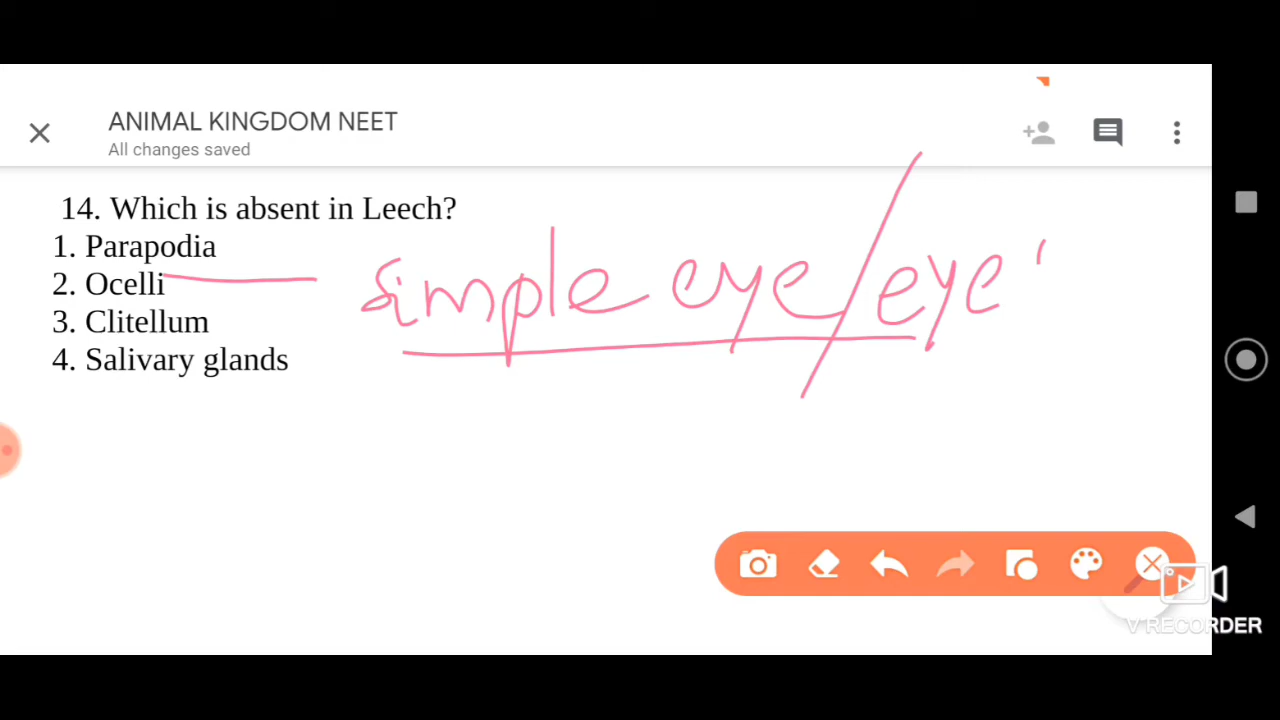 ANIMAL KINGDOM NEET
All changes saved
14. Which is absent in Leech?
1. Parapodia
2. Ocelli
simple eye/eye
3. Clitellum
4. Salivary glands
V RECORDER